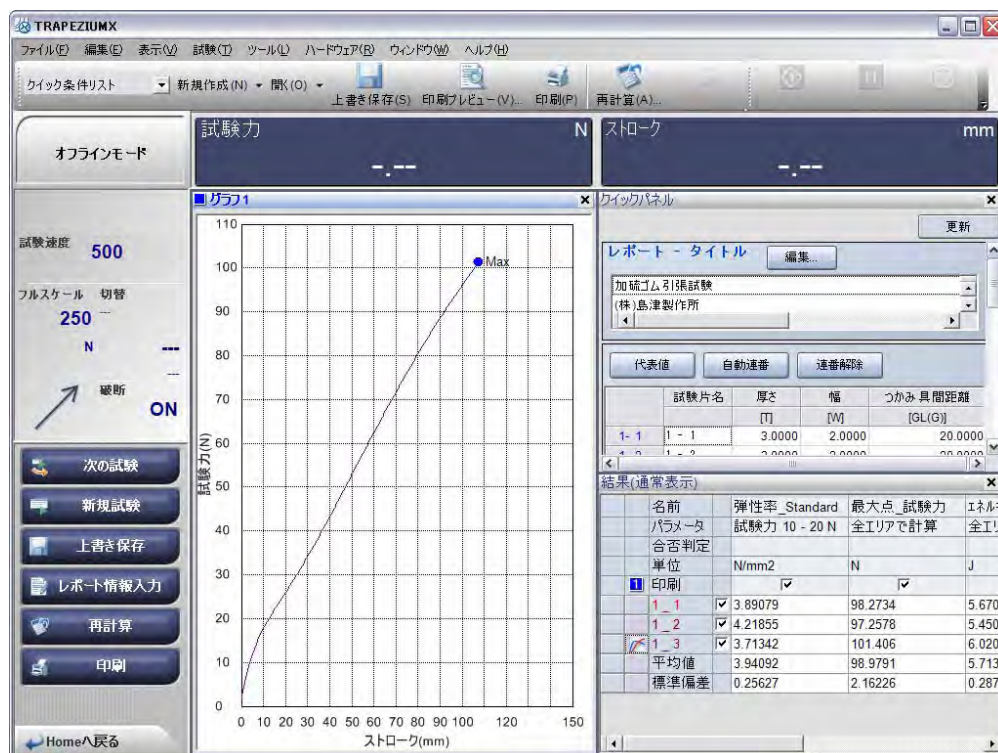 TRAPEZIUMX
ファイル(F) 編集(E) 表示(V) 試験(T) ツール(L) ハードウェア(R) ウィンドウ(W) ヘルプ(H)
クイック条件リスト 新規作成(N) 開く(O) 上書き保存(S) 印刷プレビュー(V)... 印刷(P) 再計算(A)...
オフラインモード
試験力 N
-.--
ストローク mm
-.--
試験速度 500
フルスケール 切替
250 ---
N ---
---
破断
ON
次の試験
新規試験
上書き保存
レポート情報入力
再計算
印刷
Homeへ戻る
グラフ1
110
100
90
80
70
60
50
40
30
20
10
0
試験力(N)
Max
0 10 20 30 40 50 60 70 80 90 100 120 150
ストローク(mm)
クイックパネル
更新
レポート - タイトル 編集...
加硫ゴム引張試験
(株)島津製作所
代表値 自動連番 連番解除
試験片名 厚さ 幅 つかみ具間距離
[T] [W] [GL(G)]
1- 1 1 - 1 3.0000 2.0000 20.0000
結果(通常表示)
名前 弾性率_Standard 最大点_試験力
パラメータ 試験力 10 - 20 N 全エリアで計算 全エリ
合否判定
単位 N/mm2 N J
1 印刷
1 _ 1 3.89079 98.2734 5.670
1 _ 2 4.21855 97.2578 5.450
1 _ 3 3.71342 101.406 6.020
平均値 3.94092 98.9791 5.713
標準偏差 0.25627 2.16226 0.287